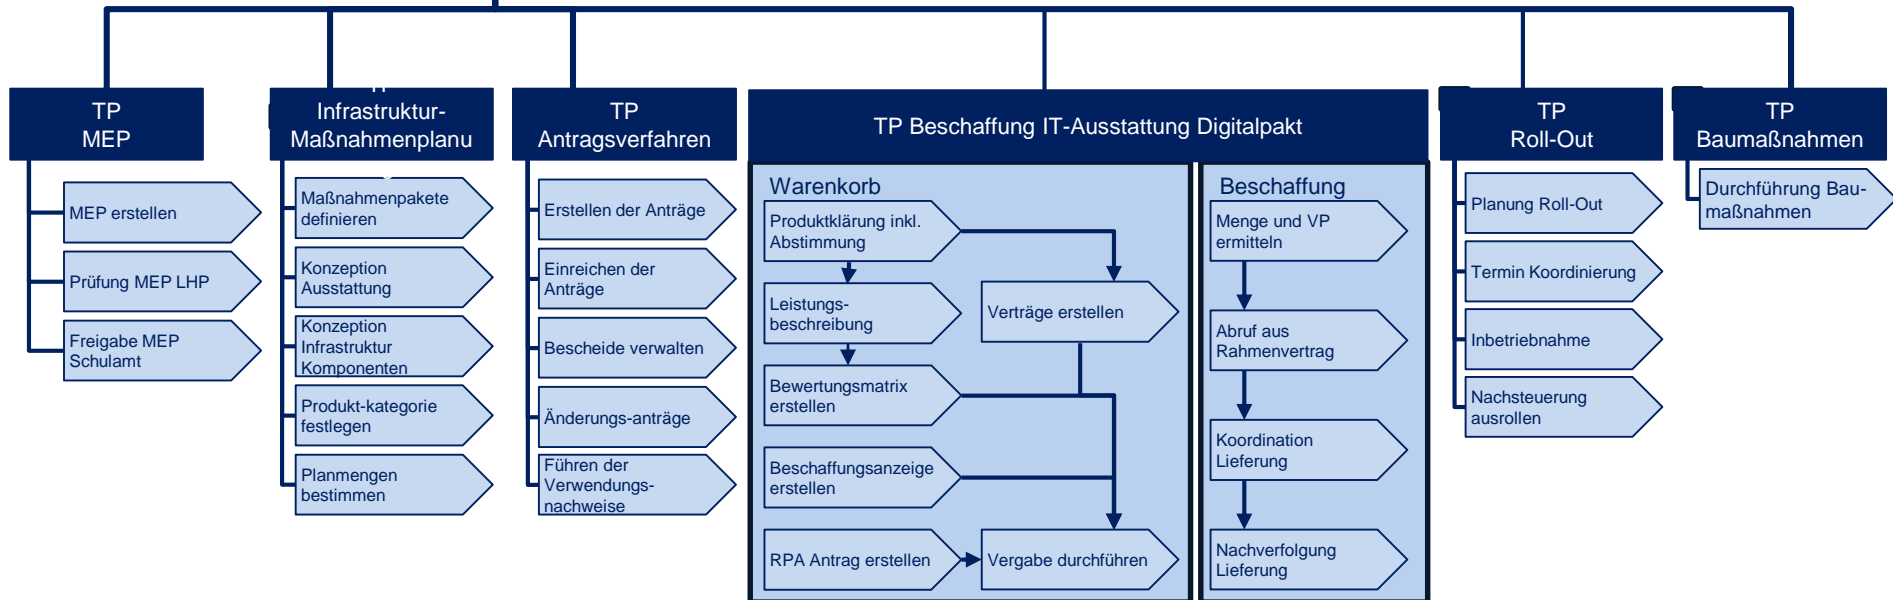 TP
MEP
MEP erstellen
Prüfung MEP LHP
Freigabe MEP
Schulamt
Infrastruktur-
Maßnahmenplanu
Maßnahmenpakete
definieren
Konzeption
Ausstattung
Konzeption
Infrastruktur
Komponenten
Produkt-kategorie
festlegen
Planmengen
bestimmen
TP
Antragsverfahren
Erstellen der Anträge
Einreichen der
Anträge
Bescheide verwalten
Änderungs-anträge
Führen der
Verwendungs-
nachweise
TP Beschaffung IT-Ausstattung Digitalpakt
Warenkorb
Produktklärung inkl.
Abstimmung
Leistungs-
beschreibung
Verträge erstellen
Bewertungsmatrix
erstellen
Beschaffungsanzeige
erstellen
RPA Antrag erstellen
Vergabe durchführen
Beschaffung
Menge und VP
ermitteln
Abruf aus
Rahmenvertrag
Koordination
Lieferung
Nachverfolgung
Lieferung
TP
Roll-Out
Planung Roll-Out
Termin Koordinierung
Inbetriebnahme
Nachsteuerung
ausrollen
TP
Baumaßnahmen
Durchführung Bau-
maßnahmen